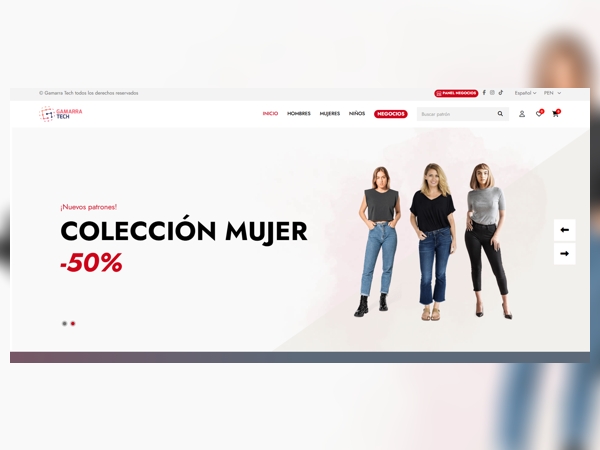 © Gamarra Tech todos los derechos reservados
PANEL NEGOCIOS
Español
PEN
GAMARRA
TECH
INICIO
HOMBRES
MUJERES
NIÑOS
NEGOCIOS
Buscar patrón
¡Nuevos patrones!
COLECCIÓN MUJER
-50%